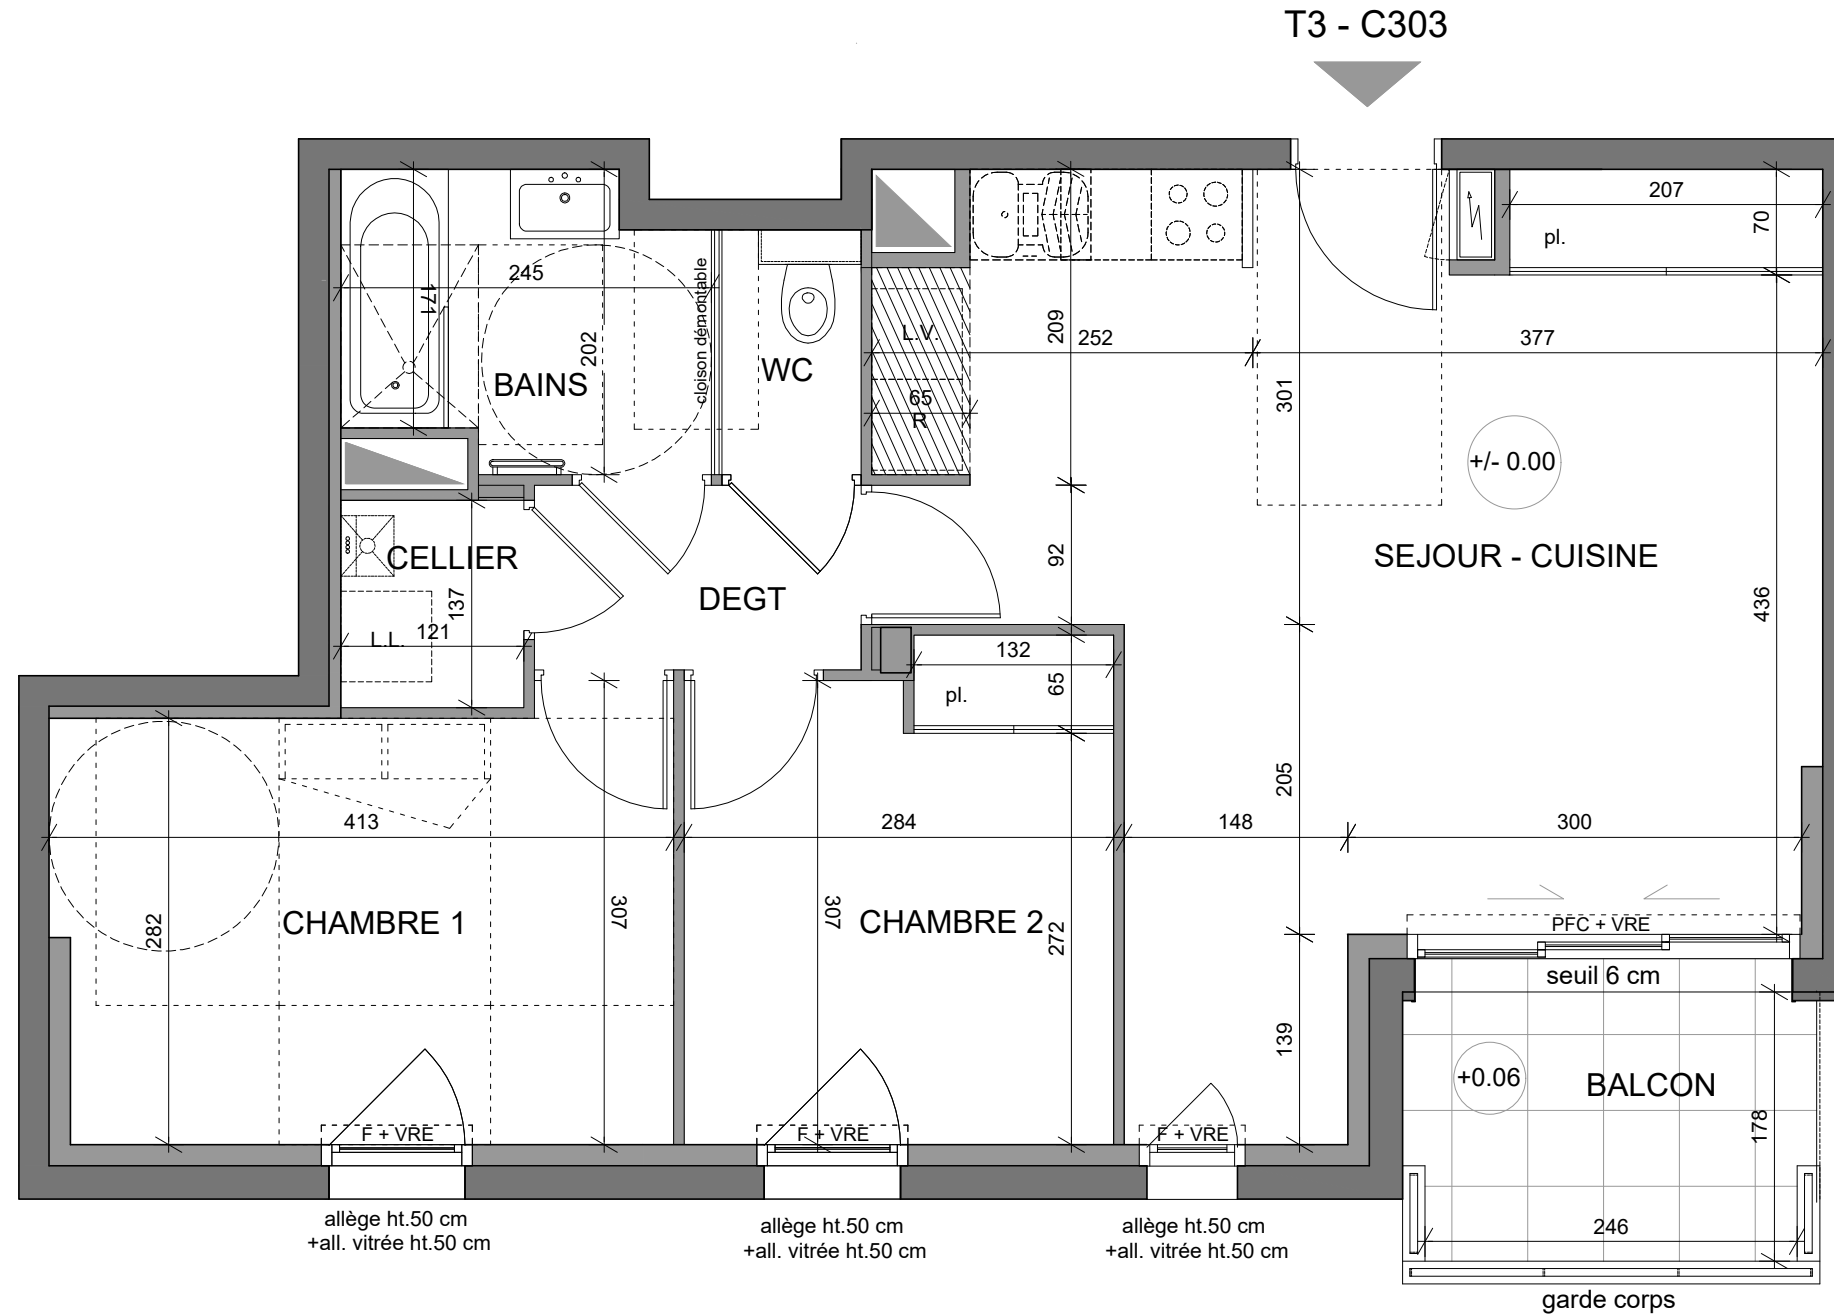 T3 - C303
207
70
pl.
245
171
202
BAINS
cloison démontable
WC
L.V.
65
R
209
252
377
301
+/- 0.00
SEJOUR - CUISINE
436
CELLIER
137
L.L.
121
DEGT
92
132
65
pl.
205
413
284
148
300
282
307
307
272
CHAMBRE 1
CHAMBRE 2
PFC + VRE
seuil 6 cm
139
+0.06
BALCON
178
246
F + VRE
F + VRE
F + VRE
allège ht.50 cm
+all. vitrée ht.50 cm
allège ht.50 cm
+all. vitrée ht.50 cm
allège ht.50 cm
+all. vitrée ht.50 cm
garde corps